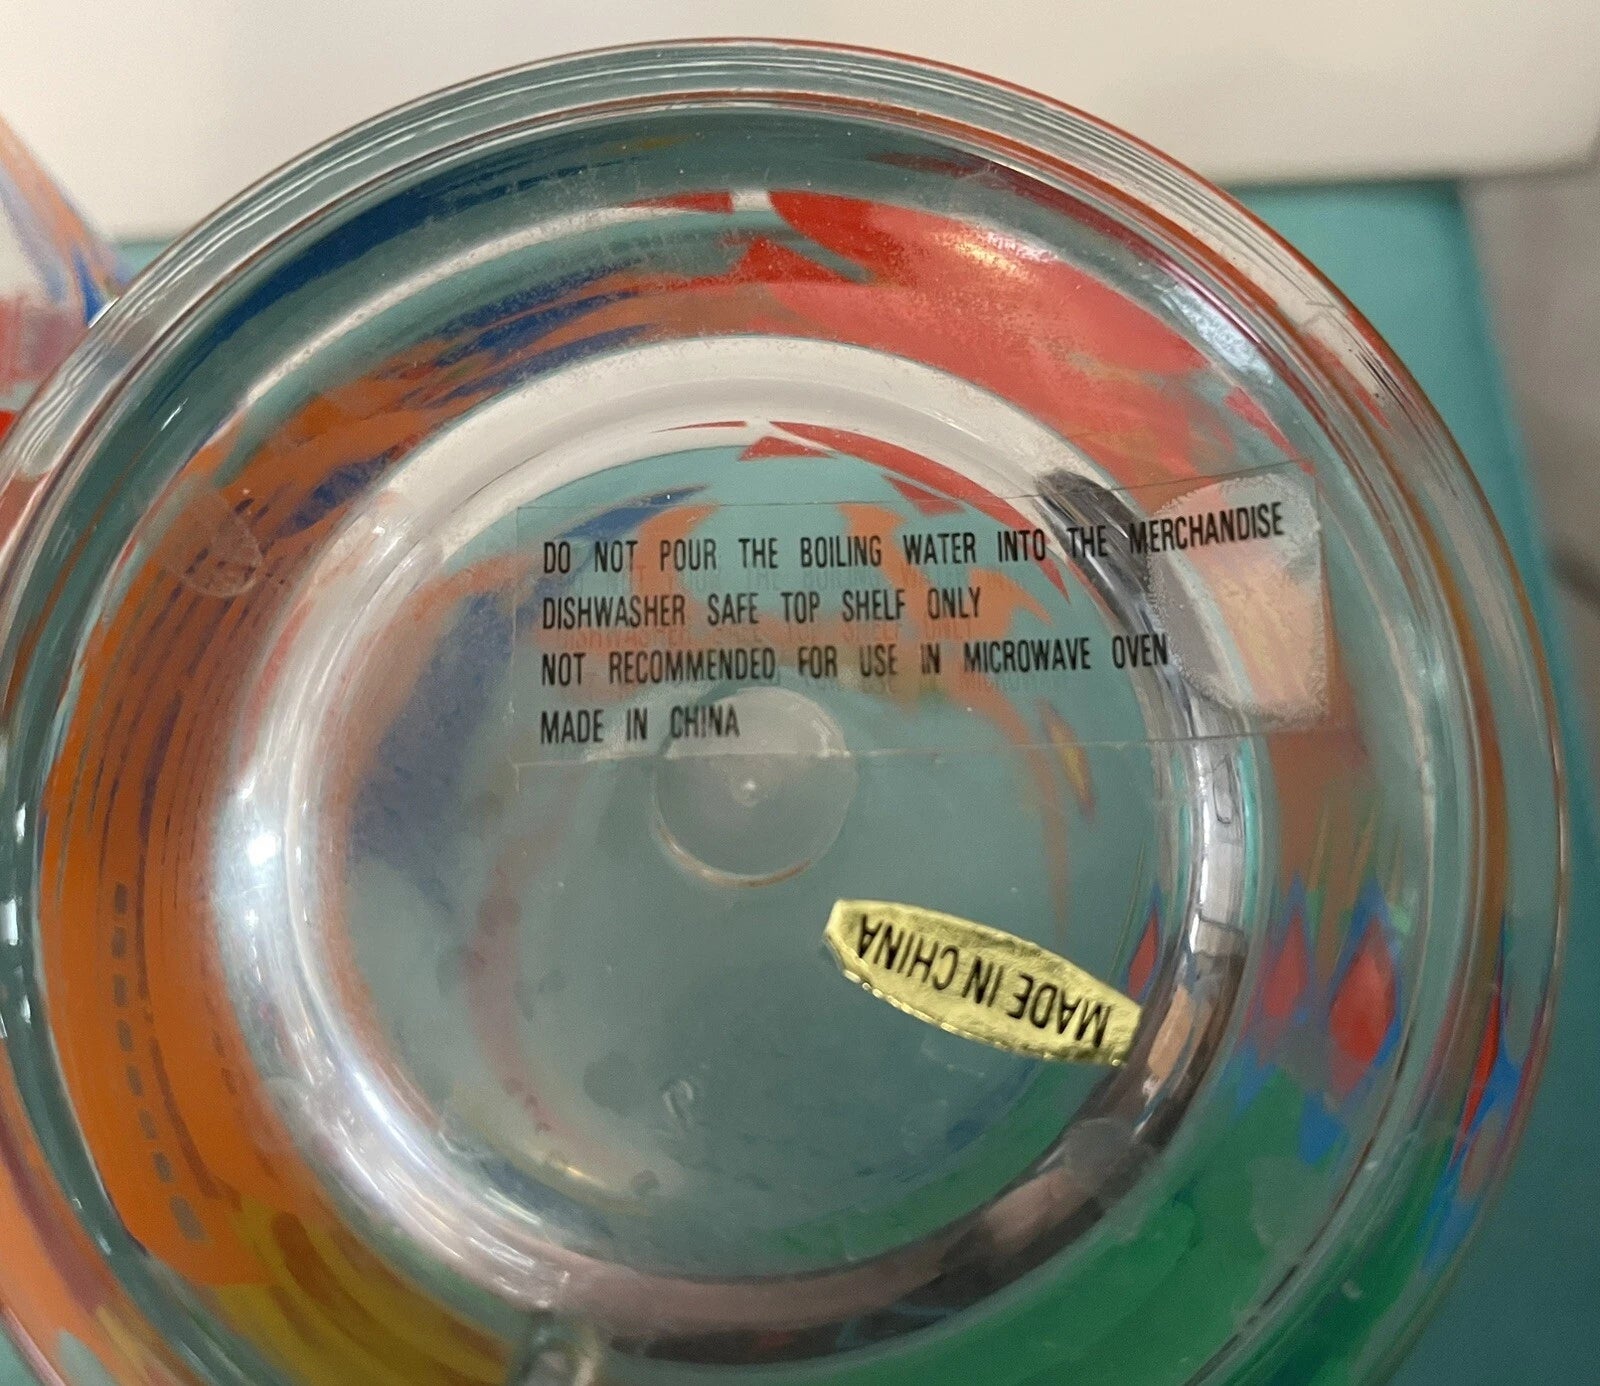 DO NOT POUR THE BOILING WATER INTO THE MERCHANDISE
DISHWASHER SAFE TOP SHELF ONLY
NOT RECOMMENDED FOR USE IN MICROWAVE OVEN
MADE IN CHINA
MADE IN CHINA